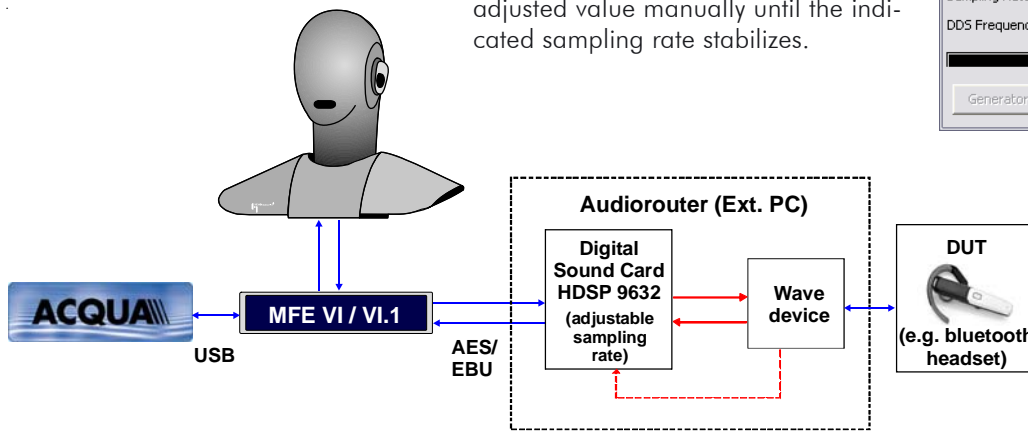 adjusted value manually until the indi-
cated sampling rate stabilizes.
DDS Frequenc
Generator
Audiorouter (Ext. PC)
Digital
Sound Card
HDSP 9632
(adjustable
sampling
rate)
Wave
device
DUT
(e.g. bluetooth
headset)
ACQUA
MFE VI / VI.1
USB
AES/
EBU